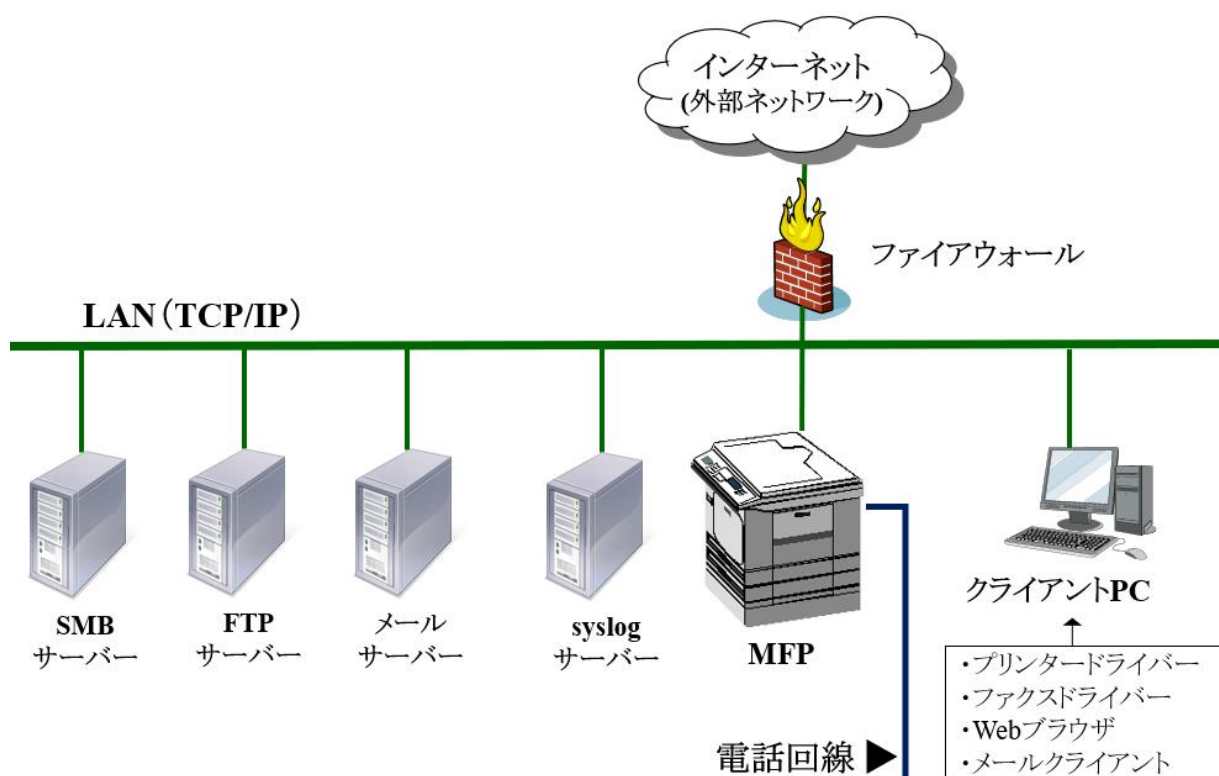 インターネット
(外部ネットワーク)
ファイアウォール
LAN（TCP/IP）
SMB
サーバー
FTP
サーバー
メール
サーバー
syslog
サーバー
MFP
クライアントPC
・プリンタードライバー
・ファクスドライバー
・Webブラウザ
・メールクライアント
電話回線 ▶